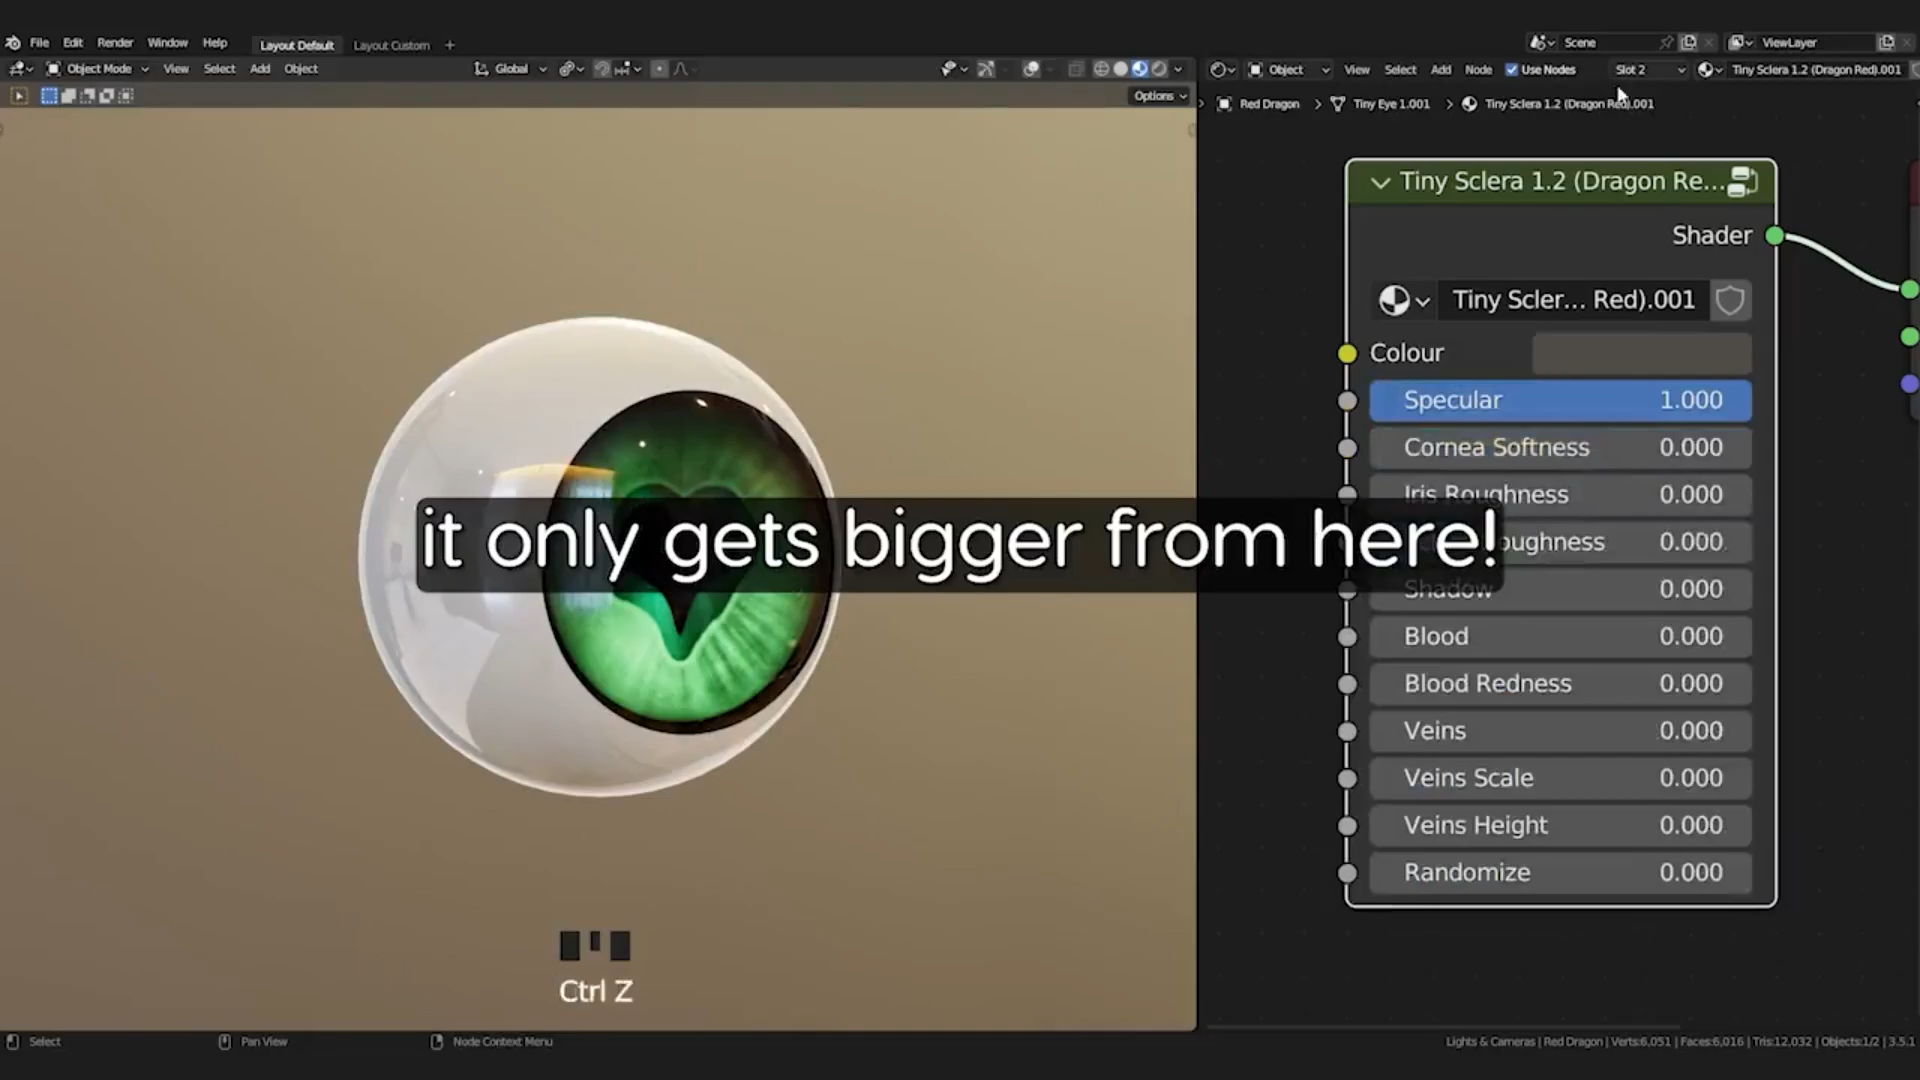 File Edit Render Window Help Layout Default Layout Custom + Scene ViewLayer
Object Mode View Select Add Object Global Object View Select Add Node Use Nodes Slot 2 Tiny Sclera 1.2 (Dragon Red).001
Options
Red Dragon > Tiny Eye 1.001 > Tiny Sclera 1.2 (Dragon Red).001
Tiny Sclera 1.2 (Dragon Re...
Shader
Tiny Scler... Red).001
Colour
Specular 1.000
Cornea Softness 0.000
Iris Roughness 0.000
it only gets bigger from here!
oughness 0.000
Shadow 0.000
Blood 0.000
Blood Redness 0.000
Veins 0.000
Veins Scale 0.000
Veins Height 0.000
Randomize 0.000
Ctrl Z
Select Pan View Node Context Menu Lights & Cameras | Red Dragon | Verts:6,051 | Faces:6,016 | Tris:12,032 | Objects:1/2 | 3.5.1